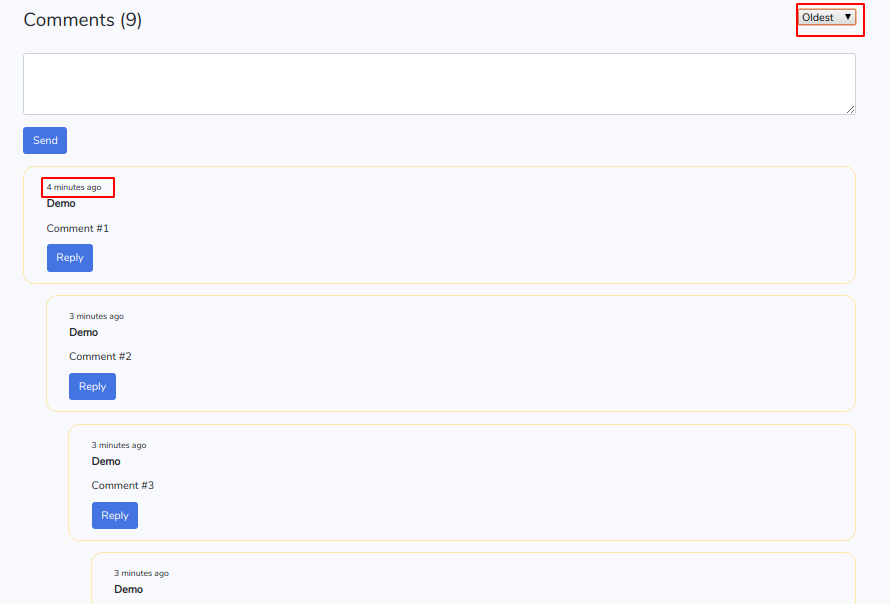 Comments (9)
Oldest
Send
4 minutes ago
Demo
Comment #1
Reply
3 minutes ago
Demo
Comment #2
Reply
3 minutes ago
Demo
Comment #3
Reply
3 minutes ago
Demo